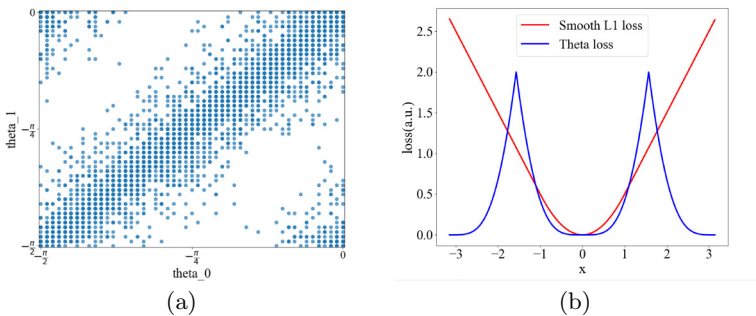 0
theta_1
−π/4
−π/2
−π/2
−π/4
0
theta_0
(a)
Smooth L1 loss
Theta loss
loss(a.u.)
2.5
2.0
1.5
1.0
0.5
0.0
−3 −2 −1 0 1 2 3
x
(b)